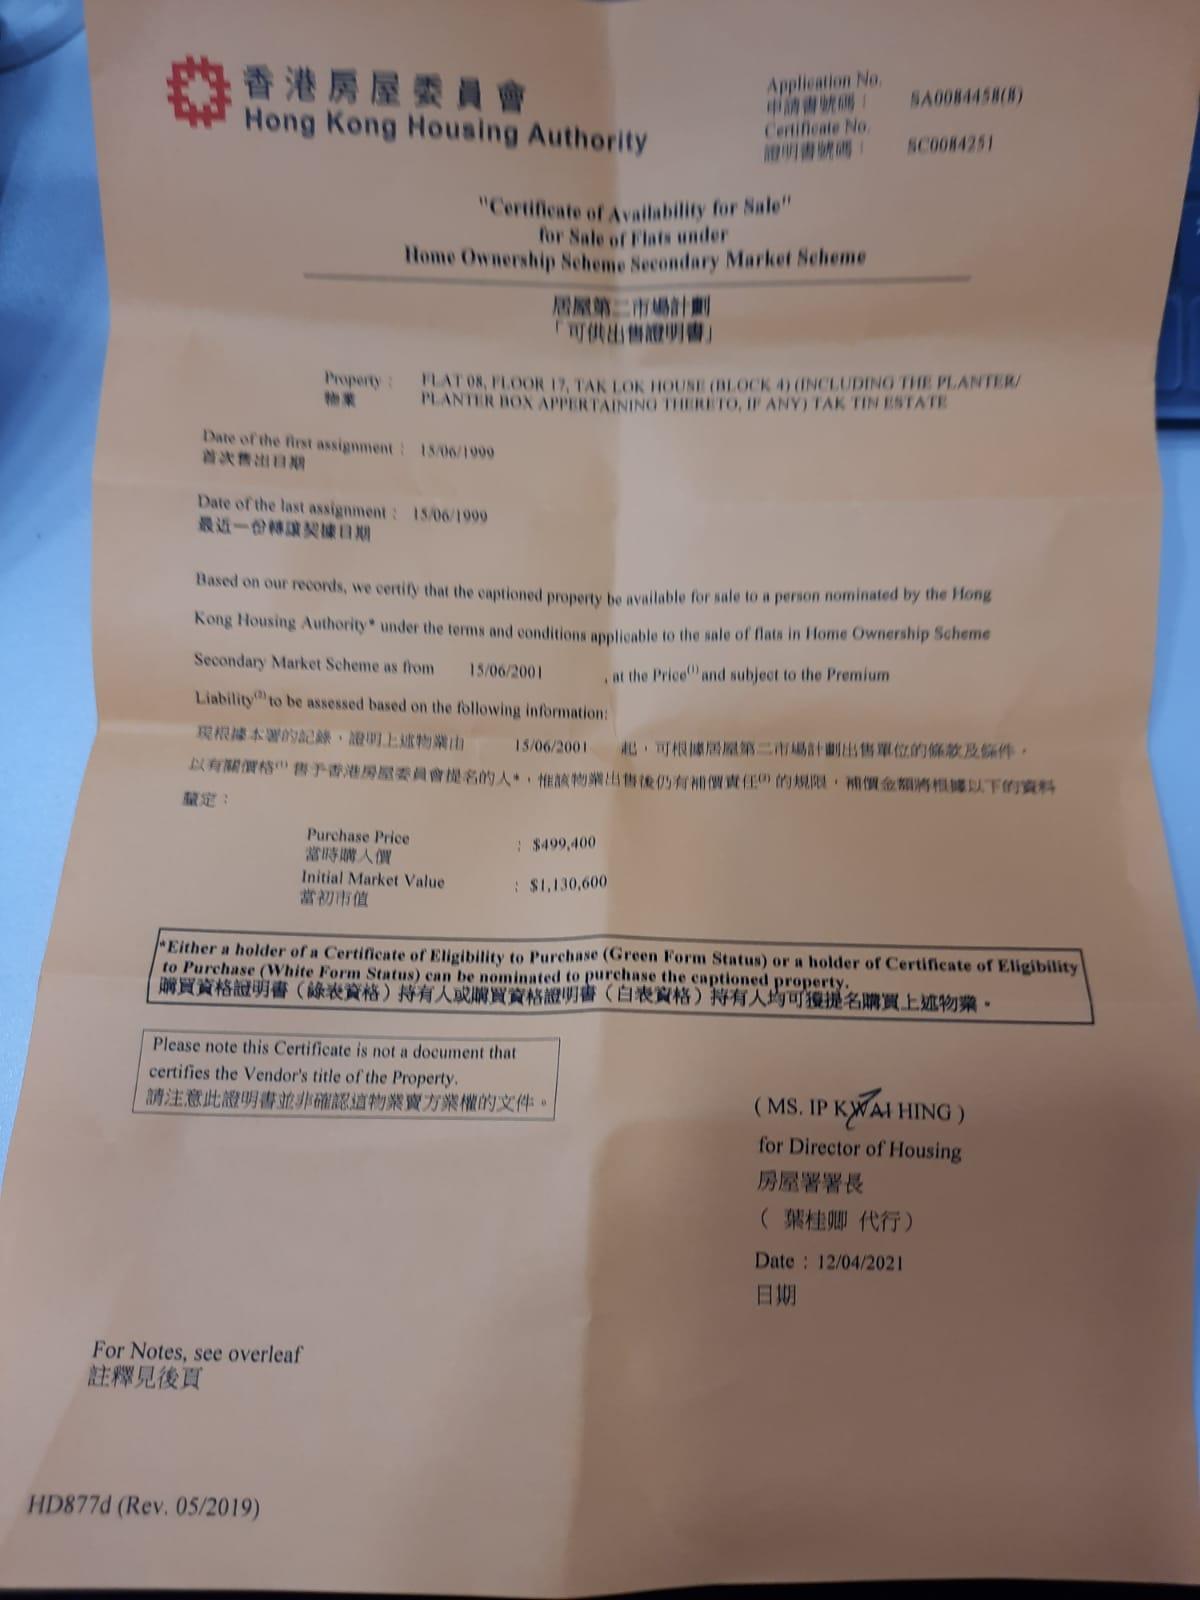 香港房屋委員會
Hong Kong Housing Authority
Application No.
申請書號碼：
SA0084458(8)
Certificate No.
證明書號碼：
SC0084251
"Certificate of Availability for Sale"
for Sale of Flats under
Home Ownership Scheme Secondary Market Scheme
居屋第二市場計劃
「可供出售證明書」
Property : FLAT 08, FLOOR 17, TAK LOK HOUSE (BLOCK 4) (INCLUDING THE PLANTER/
物業 PLANTER BOX APPERTAINING THERETO, IF ANY) TAK TIN ESTATE
Date of the first assignment : 15/06/1999
首次售出日期
Date of the last assignment : 15/06/1999
最近一份轉讓契據日期
Based on our records, we certify that the captioned property be available for sale to a person nominated by the Hong
Kong Housing Authority* under the terms and conditions applicable to the sale of flats in Home Ownership Scheme
Secondary Market Scheme as from 15/06/2001 , at the Price(1) and subject to the Premium
Liability(2) to be assessed based on the following information:
現根據本署的記錄，證明上述物業由 15/06/2001 起，可根據居屋第二市場計劃出售單位的條款及條件，
以有關價格(1) 售予香港房屋委員會提名的人*，惟該物業出售後仍有補價責任(2) 的規限，補價金額將根據以下的資料
釐定：
Purchase Price : $499,400
當時購入價
Initial Market Value : $1,130,600
當初市值
*Either a holder of a Certificate of Eligibility to Purchase (Green Form Status) or a holder of Certificate of Eligibility
to Purchase (White Form Status) can be nominated to purchase the captioned property.
購買資格證明書（綠表資格）持有人或購買資格證明書（白表資格）持有人均可獲提名購買上述物業。
Please note this Certificate is not a document that
certifies the Vendor's title of the Property.
請注意此證明書並非確認這物業賣方業權的文件。
( MS. IP KWAI HING )
for Director of Housing
房屋署署長
（ 葉桂卿 代行）
Date : 12/04/2021
日期
For Notes, see overleaf
註釋見後頁
HD877d (Rev. 05/2019)